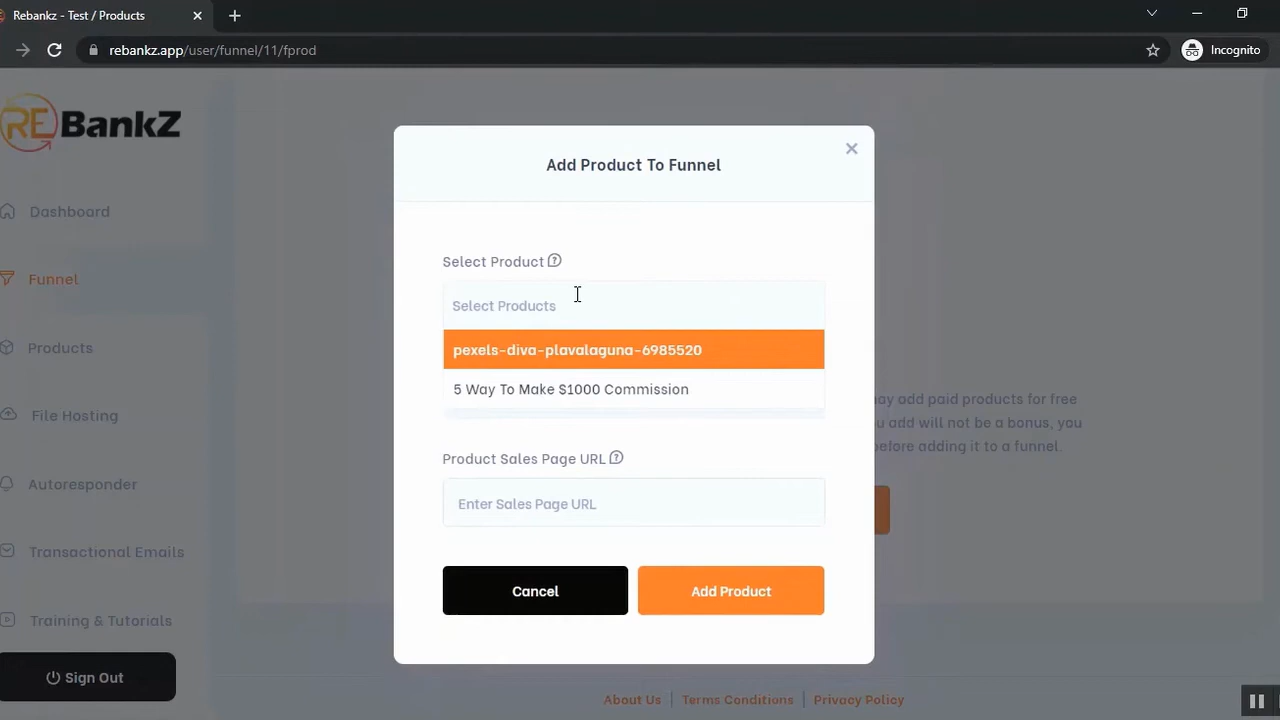 Rebankz - Test / Products
rebankz.app/user/funnel/11/fprod
Incognito
REBankZ
Dashboard
Funnel
Products
File Hosting
Autoresponder
Transactional Emails
Training & Tutorials
Sign Out
Add Product To Funnel
Select Product
Select Products
pexels-diva-plavalaguna-6985520
5 Way To Make $1000 Commission
Product Sales Page URL
Enter Sales Page URL
Cancel
Add Product
may add paid products for free
u add will not be a bonus, you
before adding it to a funnel.
About Us | Terms Conditions | Privacy Policy